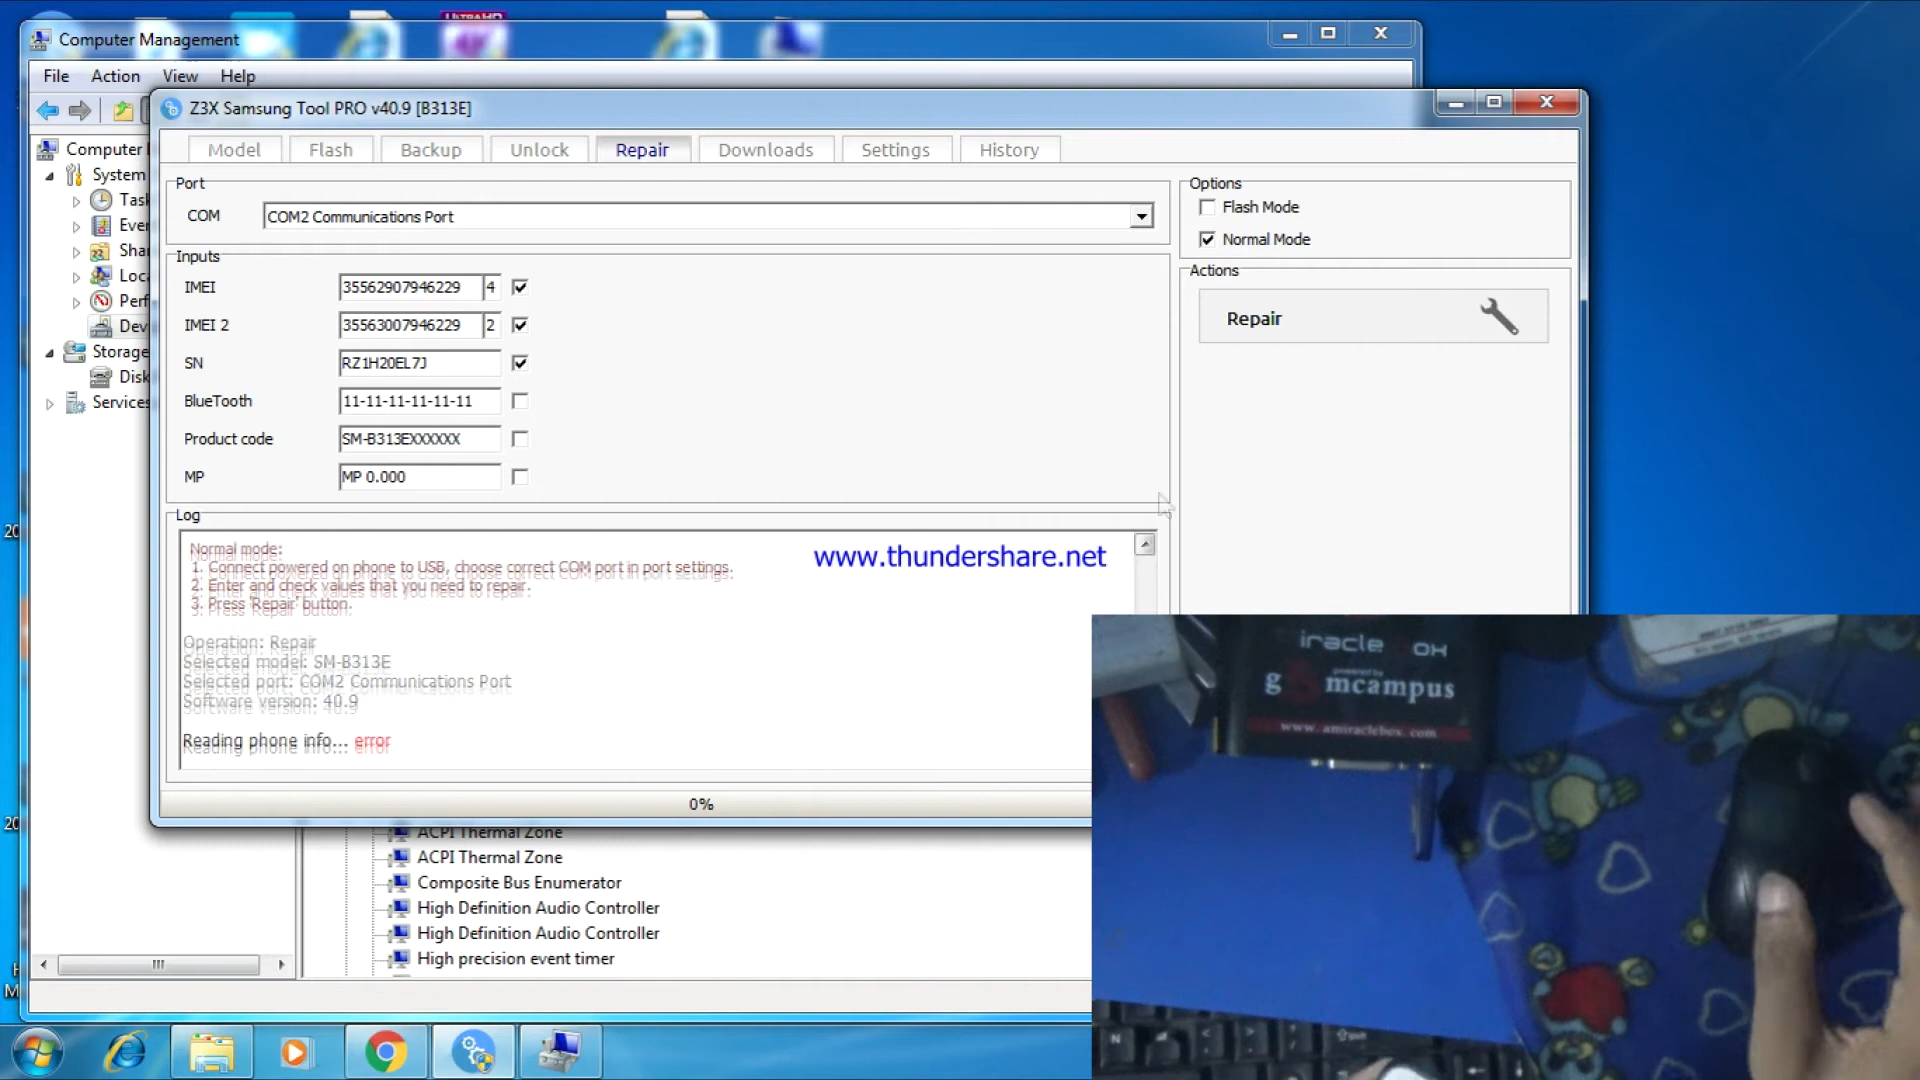 ULTRAHD
Computer Management
File Action View Help
Z3X Samsung Tool PRO v40.9 [B313E]
Model Flash Backup Unlock Repair Downloads Settings History
Computer
System
Task
Storage
Disk
Services
Port
COM COM2 Communications Port
Inputs
IMEI 35562907946229 4
IMEI 2 35563007946229 2
SN RZ1H20EL7J
BlueTooth 11-11-11-11-11-11
Product code SM-B313EXXXXXX
MP MP 0.000
Options
Flash Mode
Normal Mode
Actions
Repair
Log
Normal mode:
1. Connect powered on phone to USB, choose correct COM port in port settings.
2. Enter and check values that you need to repair.
3. Press 'Repair' button.
Operation: Repair
Selected model: SM-B313E
Selected port: COM2 Communications Port
Software version: 40.9
Reading phone info... error
www.thundershare.net
0%
ACPI Thermal Zone
ACPI Thermal Zone
Composite Bus Enumerator
High Definition Audio Controller
High Definition Audio Controller
High precision event timer
iracle ox
powered by
g s mcampus
www.amiraclebox.com